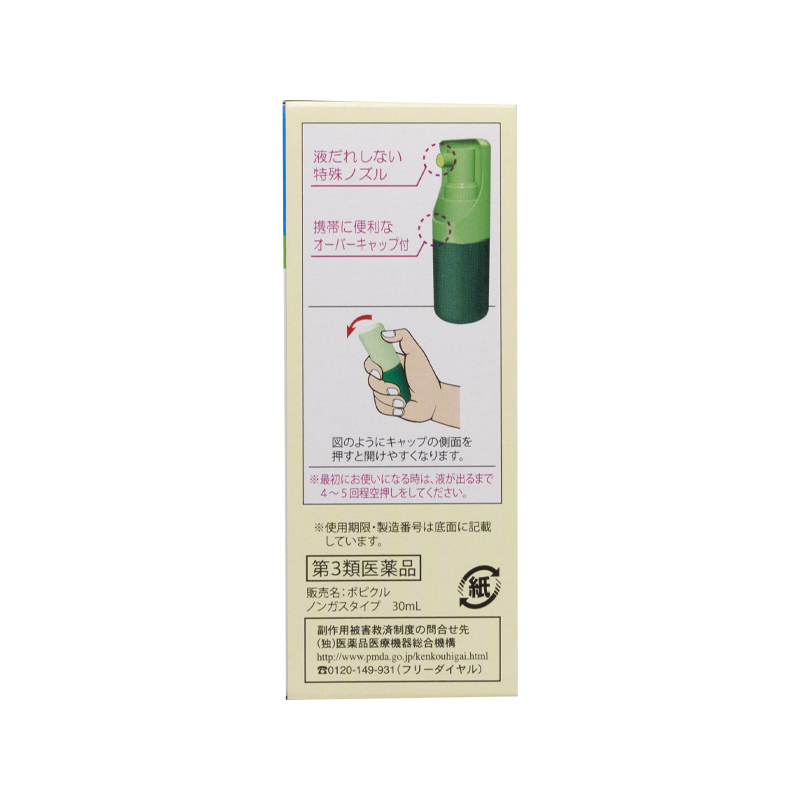 液だれしない
特殊ノズル
携帯に便利な
オーバーキャップ付
図のようにキャップの側面を
押すと開けやすくなります。
※最初にお使いになる時は、液が出るまで
4～5回程空押しをしてください。
※使用期限・製造番号は底面に記載
しています。
第3類医薬品
紙
販売名：ポピクル
ノンガスタイプ 30mL
副作用被害救済制度の問合せ先
(独)医薬品医療機器総合機構
http://www.pmda.go.jp/kenkouhigai.html
☎0120-149-931(フリーダイヤル)